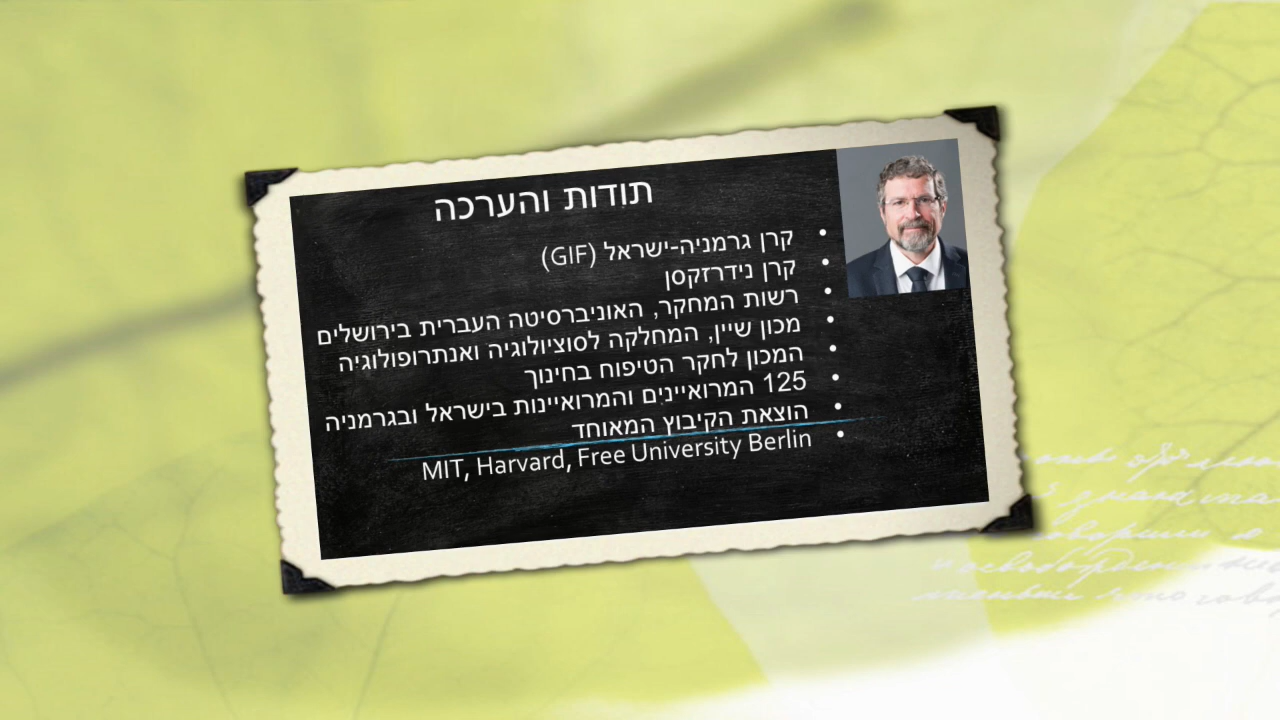 תודות והערכה
קרן גרמניה-ישראל (GIF)
קרן נידרזקסן
רשות המחקר, האוניברסיטה העברית בירושלים
מכון שיין, המחלקה לסוציולוגיה ואנתרופולוגיה
המכון לחקר הטיפוח בחינוך
125 המרואיינים והמרואיינות בישראל ובגרמניה
הוצאת הקיבוץ המאוחד
MIT, Harvard, Free University Berlin